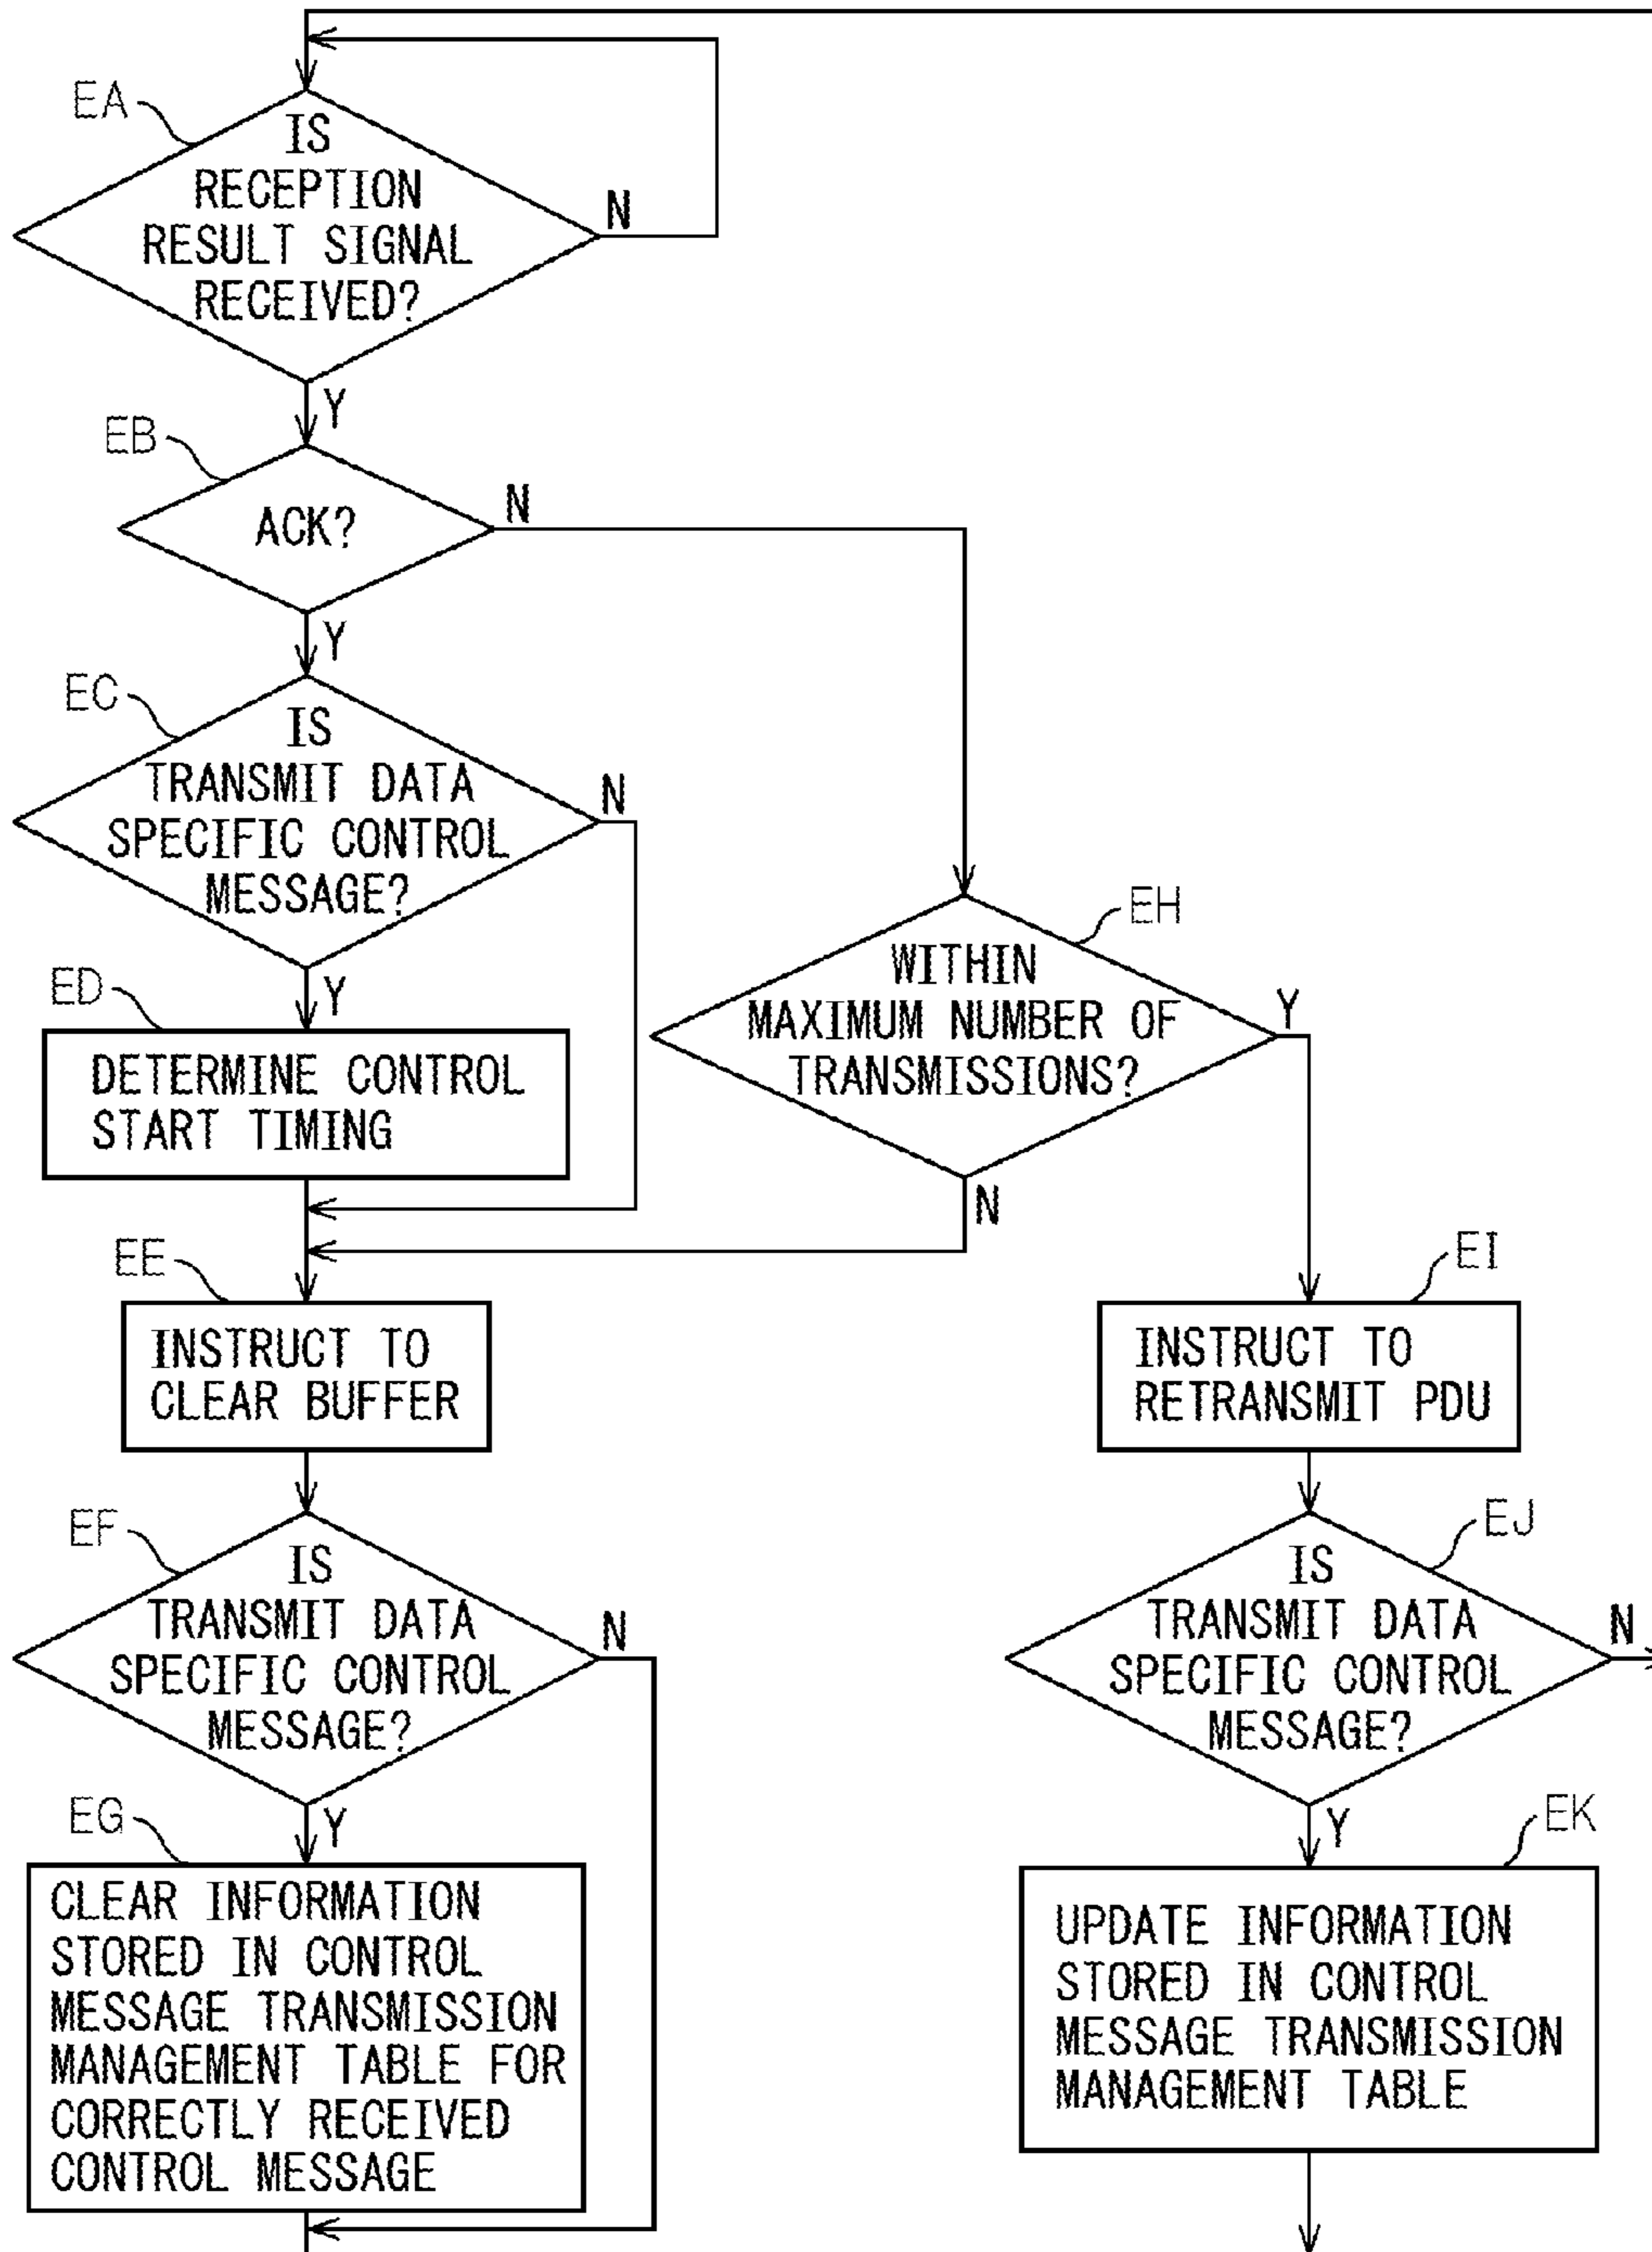 EA
IS
RECEPTION
RESULT SIGNAL
RECEIVED?
N
Y
EB
ACK?
N
Y
EC
IS
TRANSMIT DATA
SPECIFIC CONTROL
MESSAGE?
N
Y
ED
DETERMINE CONTROL
START TIMING
EH
WITHIN
MAXIMUM NUMBER OF
TRANSMISSIONS?
Y
N
EE
INSTRUCT TO
CLEAR BUFFER
EI
INSTRUCT TO
RETRANSMIT PDU
EF
IS
TRANSMIT DATA
SPECIFIC CONTROL
MESSAGE?
N
Y
EJ
IS
TRANSMIT DATA
SPECIFIC CONTROL
MESSAGE?
N
Y
EG
CLEAR INFORMATION
STORED IN CONTROL
MESSAGE TRANSMISSION
MANAGEMENT TABLE FOR
CORRECTLY RECEIVED
CONTROL MESSAGE
EK
UPDATE INFORMATION
STORED IN CONTROL
MESSAGE TRANSMISSION
MANAGEMENT TABLE